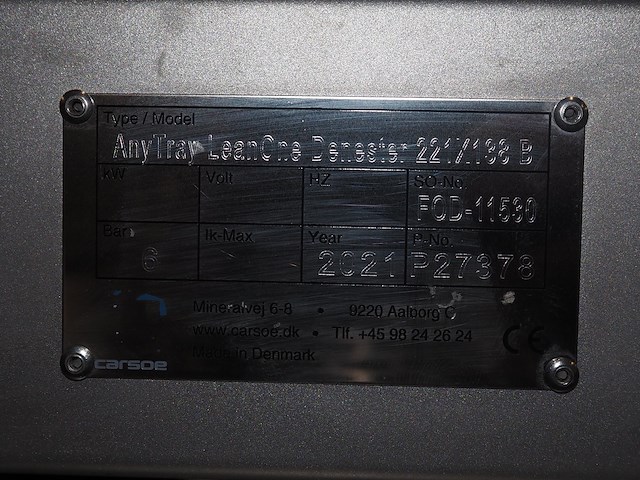 Type / Model
AnyTray LeanOne Denester 221X138 B
kW Volt HZ SO-No.
FOD-11530
Bar 6 Ik-Max. Year 2021 P-No. P27378
Mineralvej 6-8 • 9220 Aalborg C
www.carsoe.dk • Tlf. +45 98 24 26 24
Made in Denmark
carsoe CE